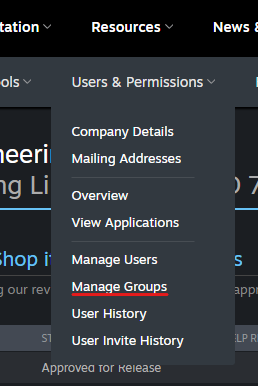 tation Resources News &
ols Users & Permissions
Company Details
Mailing Addresses
neerin
ng Li D 7
Overview
View Applications
Shop i s
Manage Users
ng our rev appr
Manage Groups
User History
ST ELP R
User Invite History
Approved for Release